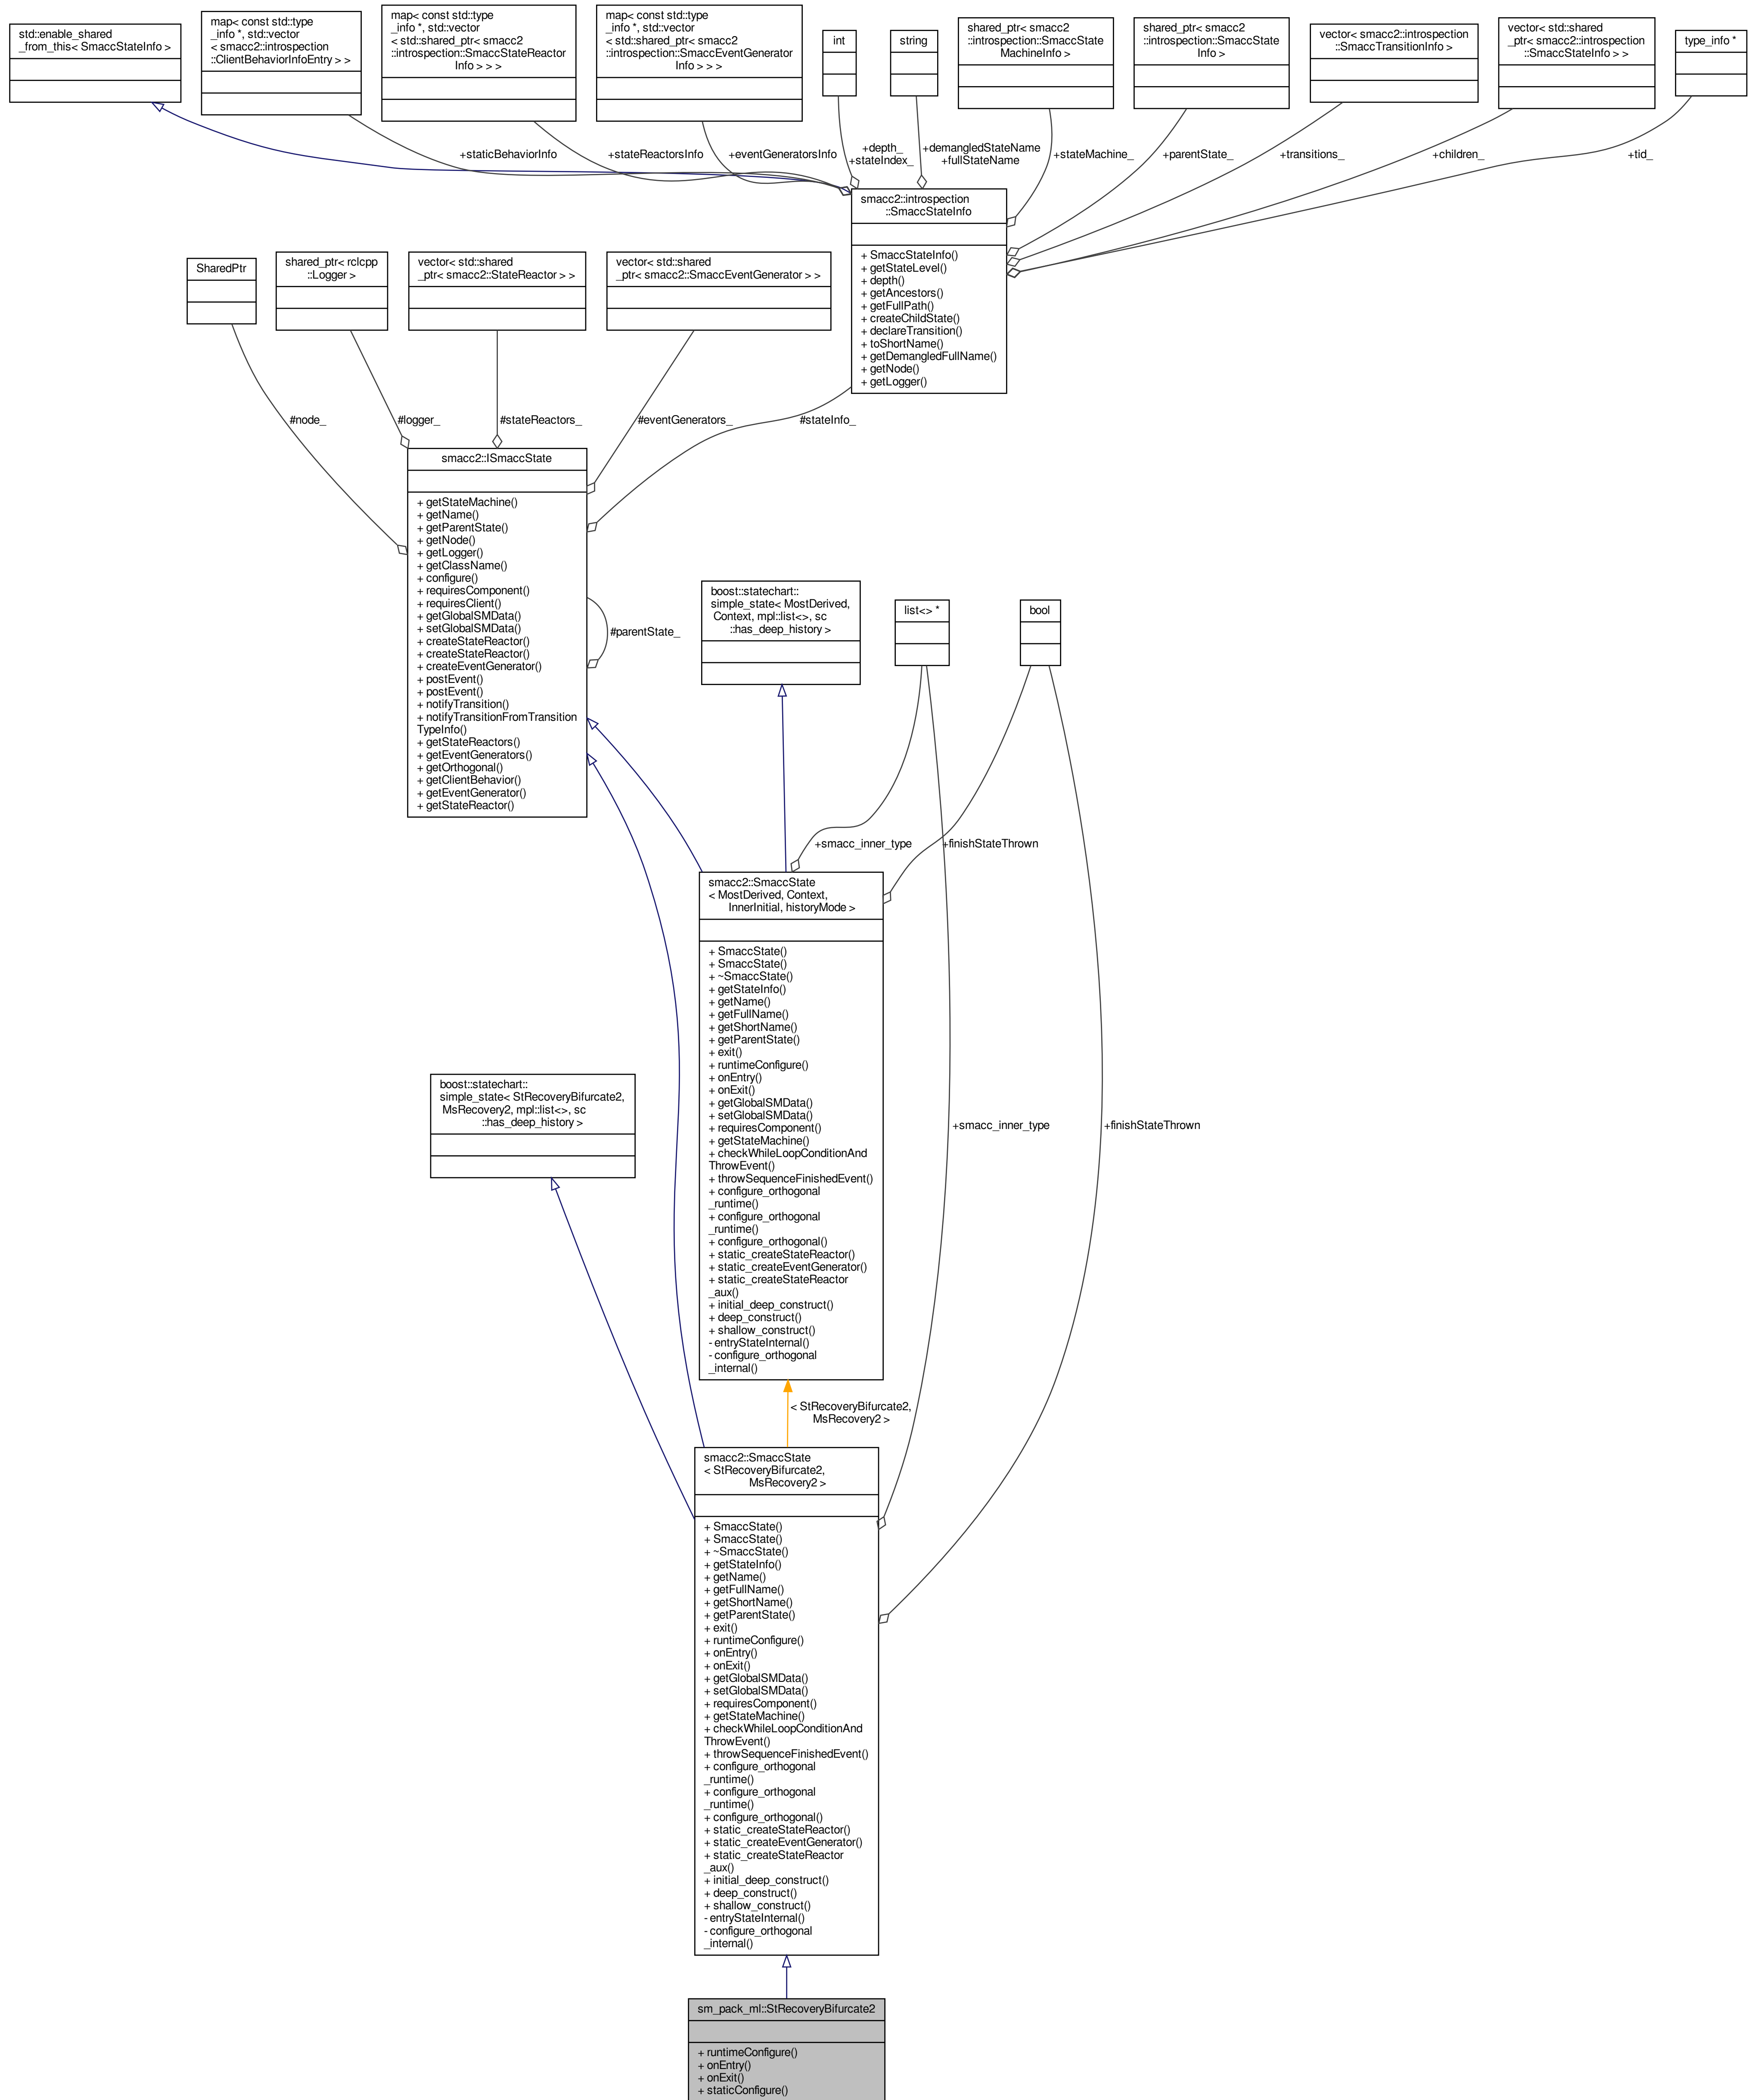 std::enable_shared
_from_this< SmaccStateInfo >
map< const std::type
_info *, std::vector
< smacc2::introspection
::ClientBehaviorInfoEntry > >
map< const std::type
_info *, std::vector
< std::shared_ptr< smacc2
::introspection::SmaccStateReactor
Info > > >
map< const std::type
_info *, std::vector
< std::shared_ptr< smacc2
::introspection::SmaccEventGenerator
Info > > >
int
string
shared_ptr< smacc2
::introspection::SmaccState
MachineInfo >
shared_ptr< smacc2
::introspection::SmaccState
Info >
vector< smacc2::introspection
::SmaccTransitionInfo >
vector< std::shared
_ptr< smacc2::introspection
::SmaccStateInfo > >
type_info *
+staticBehaviorInfo
+stateReactorsInfo
+eventGeneratorsInfo
+depth_
+stateIndex_
+demangledStateName
+fullStateName
+stateMachine_
+parentState_
+transitions_
+children_
+tid_
smacc2::introspection
::SmaccStateInfo
+ SmaccStateInfo()
+ getStateLevel()
+ depth()
+ getAncestors()
+ getFullPath()
+ createChildState()
+ declareTransition()
+ toShortName()
+ getDemangledFullName()
+ getNode()
+ getLogger()
SharedPtr
shared_ptr< rclcpp
::Logger >
vector< std::shared
_ptr< smacc2::StateReactor > >
vector< std::shared
_ptr< smacc2::SmaccEventGenerator > >
#node_
#logger_
#stateReactors_
#eventGenerators_
#stateInfo_
smacc2::ISmaccState
+ getStateMachine()
+ getName()
+ getParentState()
+ getNode()
+ getLogger()
+ getClassName()
+ configure()
+ requiresComponent()
+ requiresClient()
+ getGlobalSMData()
+ setGlobalSMData()
+ createStateReactor()
+ createStateReactor()
+ createEventGenerator()
+ postEvent()
+ postEvent()
+ notifyTransition()
+ notifyTransitionFromTransition
TypeInfo()
+ getStateReactors()
+ getEventGenerators()
+ getOrthogonal()
+ getClientBehavior()
+ getEventGenerator()
+ getStateReactor()
#parentState_
boost::statechart::
simple_state< MostDerived,
Context, mpl::list<>, sc
::has_deep_history >
list<> *
bool
+smacc_inner_type
+finishStateThrown
smacc2::SmaccState
< MostDerived, Context,
InnerInitial, historyMode >
+ SmaccState()
+ SmaccState()
+ ~SmaccState()
+ getStateInfo()
+ getName()
+ getFullName()
+ getShortName()
+ getParentState()
+ exit()
+ runtimeConfigure()
+ onEntry()
+ onExit()
+ getGlobalSMData()
+ setGlobalSMData()
+ requiresComponent()
+ getStateMachine()
+ checkWhileLoopConditionAnd
ThrowEvent()
+ throwSequenceFinishedEvent()
+ configure_orthogonal
_runtime()
+ configure_orthogonal
_runtime()
+ configure_orthogonal()
+ static_createStateReactor()
+ static_createEventGenerator()
+ static_createStateReactor
_aux()
+ initial_deep_construct()
+ deep_construct()
+ shallow_construct()
- entryStateInternal()
- configure_orthogonal
_internal()
boost::statechart::
simple_state< StRecoveryBifurcate2,
MsRecovery2, mpl::list<>, sc
::has_deep_history >
+smacc_inner_type
+finishStateThrown
< StRecoveryBifurcate2,
MsRecovery2 >
smacc2::SmaccState
< StRecoveryBifurcate2,
MsRecovery2 >
+ SmaccState()
+ SmaccState()
+ ~SmaccState()
+ getStateInfo()
+ getName()
+ getFullName()
+ getShortName()
+ getParentState()
+ exit()
+ runtimeConfigure()
+ onEntry()
+ onExit()
+ getGlobalSMData()
+ setGlobalSMData()
+ requiresComponent()
+ getStateMachine()
+ checkWhileLoopConditionAnd
ThrowEvent()
+ throwSequenceFinishedEvent()
+ configure_orthogonal
_runtime()
+ configure_orthogonal
_runtime()
+ configure_orthogonal()
+ static_createStateReactor()
+ static_createEventGenerator()
+ static_createStateReactor
_aux()
+ initial_deep_construct()
+ deep_construct()
+ shallow_construct()
- entryStateInternal()
- configure_orthogonal
_internal()
sm_pack_ml::StRecoveryBifurcate2
+ runtimeConfigure()
+ onEntry()
+ onExit()
+ staticConfigure()